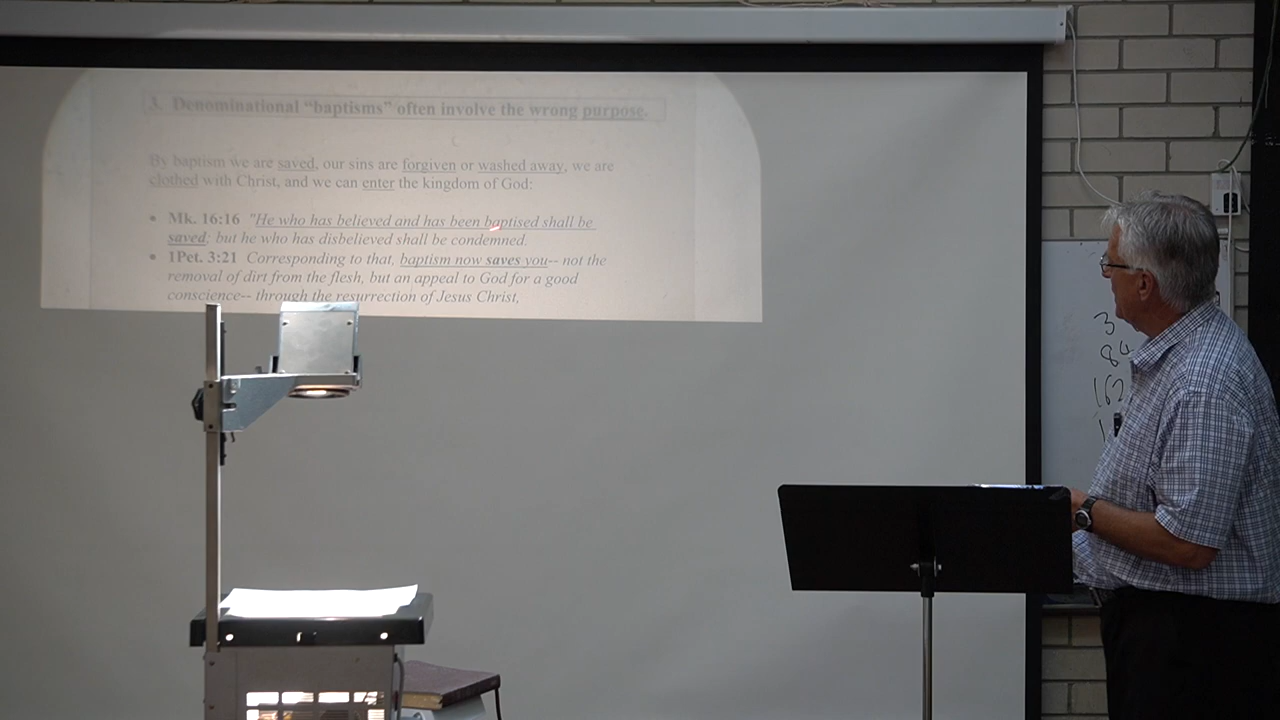 3. Denominational “baptisms” often involve the wrong purpose.
By baptism we are saved, our sins are forgiven or washed away, we are
clothed with Christ, and we can enter the kingdom of God:
• Mk. 16:16 "He who has believed and has been baptised shall be
saved; but he who has disbelieved shall be condemned.
• 1Pet. 3:21 Corresponding to that, baptism now saves you-- not the
removal of dirt from the flesh, but an appeal to God for a good
conscience-- through the resurrection of Jesus Christ,
3
84
162